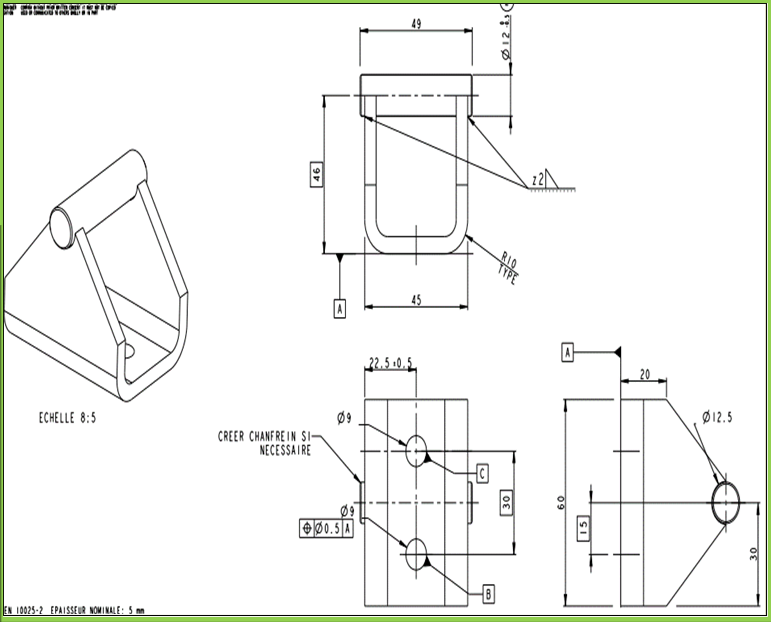 49
Ø12
46
z2
R10
TYPE
A
45
ECHELLE 8:5
22.5±0.5
A
20
Ø9
Ø12.5
CREER CHANFREIN SI
NECESSAIRE
C
30
60
Ø9
Ø0.5 A
15
30
B
EN 10025-2 EPAISSEUR NOMINALE: 5 mm